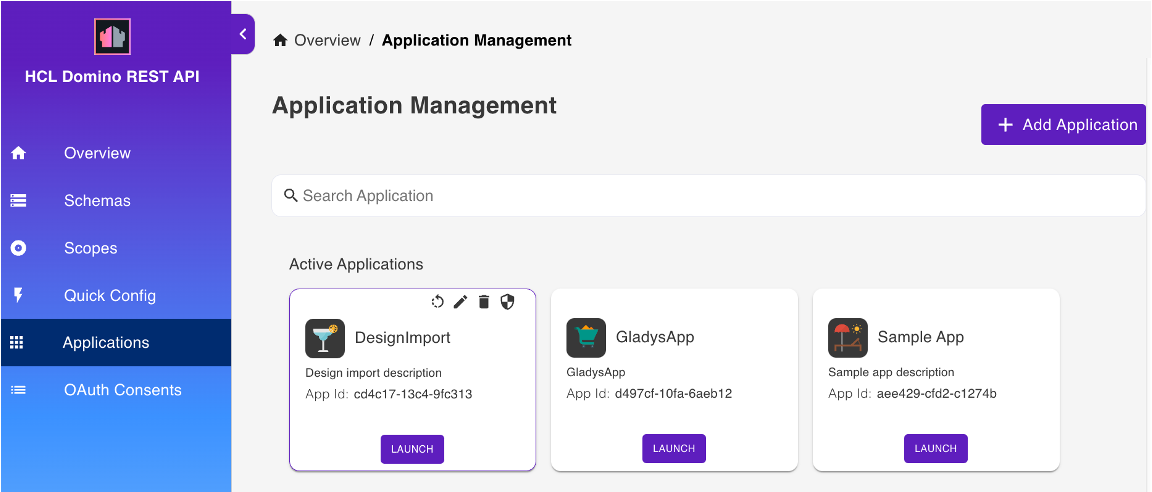 HCL Domino REST API
Overview
Schemas
Scopes
Quick Config
Applications
OAuth Consents
Overview / Application Management
Application Management
Add Application
Search Application
Active Applications
DesignImport
Design import description
App Id: cd4c17-13c4-9fc313
LAUNCH
GladysApp
GladysApp
App Id: d497cf-10fa-6aeb12
LAUNCH
Sample App
Sample app description
App Id: aee429-cfd2-c1274b
LAUNCH